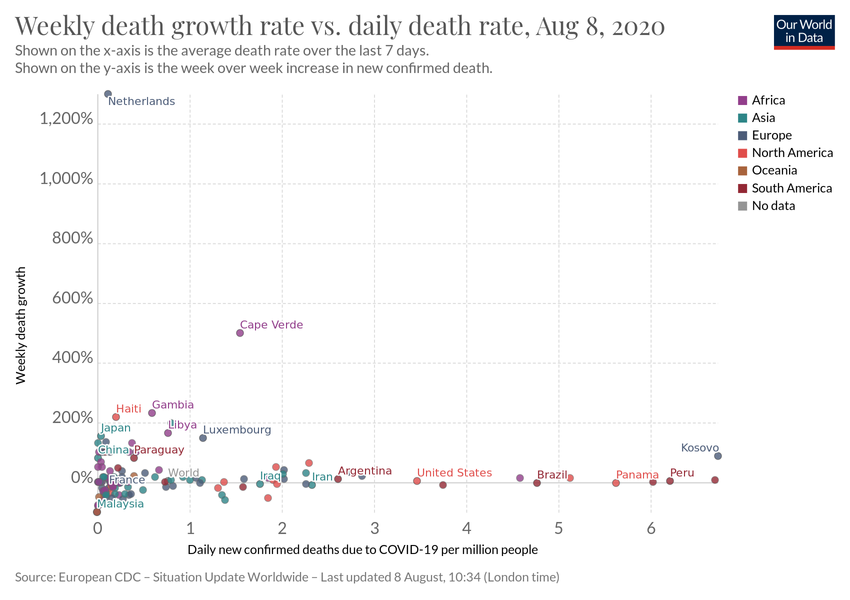 Weekly death growth rate vs. daily death rate, Aug 8, 2020
Our World
in Data
Shown on the x-axis is the average death rate over the last 7 days.
Shown on the y-axis is the week over week increase in new confirmed death.
Netherlands
Africa
Asia
Europe
North America
Oceania
South America
No data
1,200%
1,000%
800%
600%
400%
200%
0%
Weekly death growth
Cape Verde
Haiti
Gambia
Japan
Libya
Luxembourg
China
Paraguay
Kosovo
France
World
Iraq
Iran
Argentina
United States
Brazil
Panama
Peru
Malaysia
0 1 2 3 4 5 6
Daily new confirmed deaths due to COVID-19 per million people
Source: European CDC – Situation Update Worldwide – Last updated 8 August, 10:34 (London time)